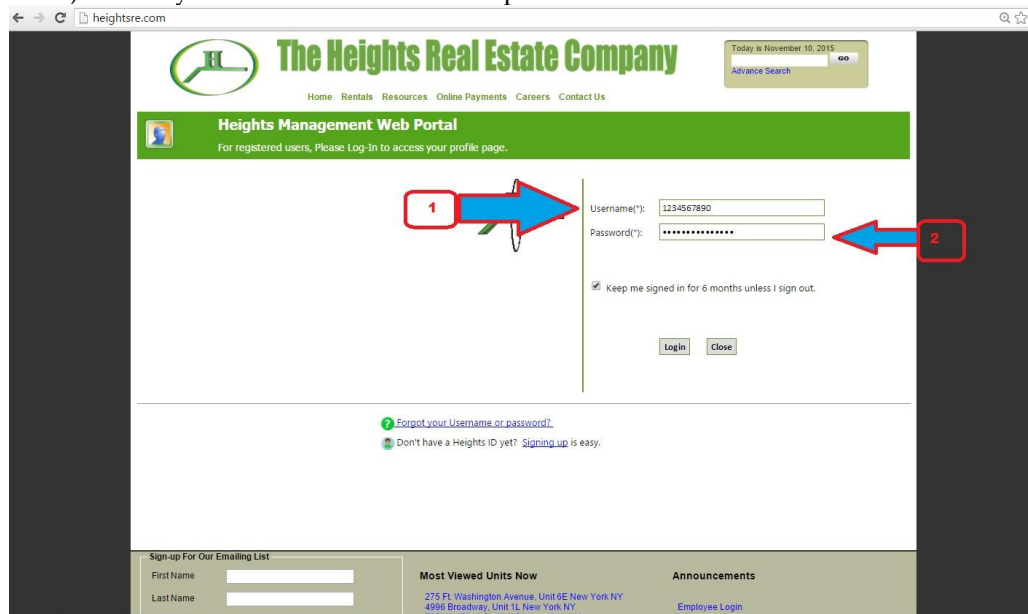 heightsre.com
The Heights Real Estate Company
Today is November 10, 2015
GO
Advance Search
Home Rentals Resources Online Payments Careers Contact Us
Heights Management Web Portal
For registered users, Please Log-In to access your profile page.
1
Username(*): 1234567890
Password(*):
2
Keep me signed in for 6 months unless I sign out.
Login Close
Forgot your Username or password?
Don't have a Heights ID yet? Signing up is easy.
Sign-up For Our Emailing List
First Name
Last Name
Most Viewed Units Now
275 Ft. Washington Avenue, Unit 6E New York NY
4996 Broadway, Unit 1L New York NY
Announcements
Employee Login